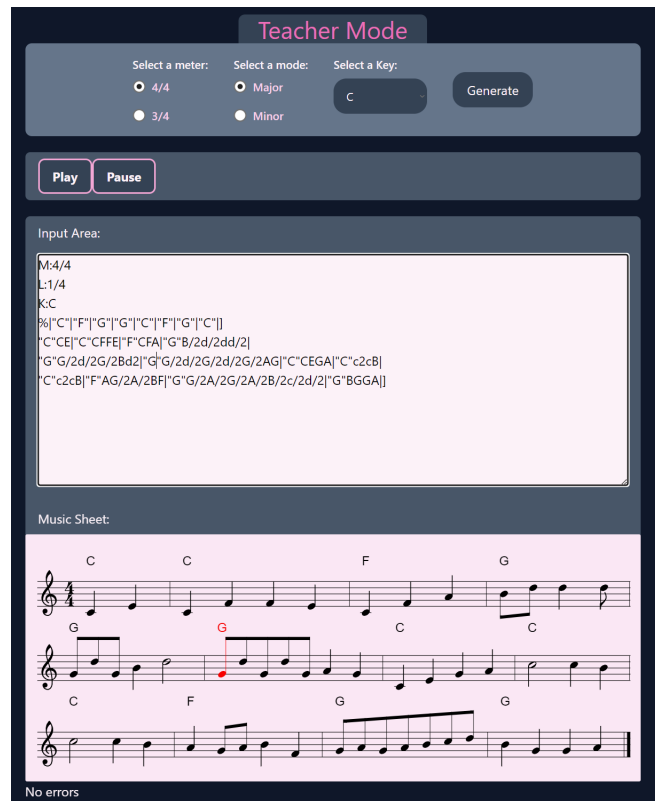 Teacher Mode
Select a meter: Select a mode: Select a Key:
4/4 Major C Generate
3/4 Minor
Play Pause
Input Area:
M:4/4
L:1/4
K:C
%|"C"|"F"|"G"|"G"|"C"|"F"|"G"|"C"|]
"C"CE|"C"CFFE|"F"CFA|"G"B/2d/2dd/2|
"G"G/2d/2G/2Bd2|"G"G/2d/2G/2d/2G/2AG|"C"CEGA|"C"c2cB|
"C"c2cB|"F"AG/2A/2BF|"G"G/2A/2G/2A/2B/2c/2d/2|"G"BGGA|]
Music Sheet:
C C F G
4/4
G G C C
C F G G
No errors